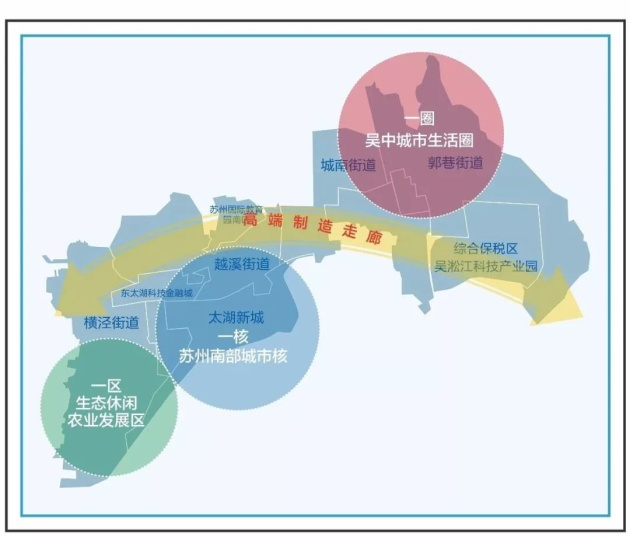 一圈
吴中城市生活圈
城南街道
郭巷街道
苏州国际教育
园南区
高端制造走廊
综合保税区
吴淞江科技产业园
越溪街道
东太湖科技金融城
横泾街道
太湖新城
一核
苏州南部城市核
一区
生态休闲
农业发展区